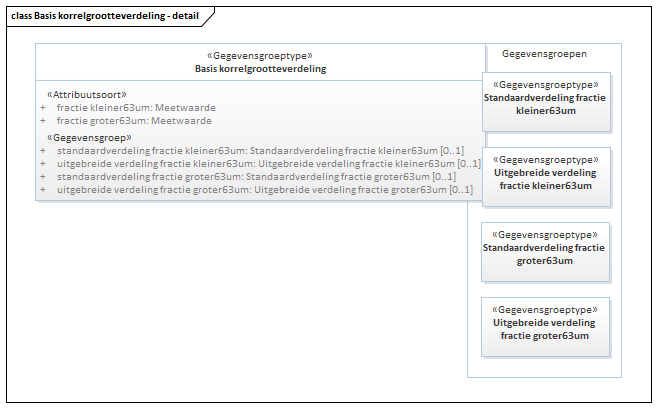 class Basis korrelgrootteverdeling - detail
«Gegevensgroeptype»
Basis korrelgrootteverdeling
«Attribuutsoort»
+ fractie kleiner63um: Meetwaarde
+ fractie groter63um: Meetwaarde
«Gegevensgroep»
+ standaardverdeling fractie kleiner63um: Standaardverdeling fractie kleiner63um [0..1]
+ uitgebreide verdeling fractie kleiner63um: Uitgebreide verdeling fractie kleiner63um [0..1]
+ standaardverdeling fractie groter63um: Standaardverdeling fractie groter63um [0..1]
+ uitgebreide verdeling fractie groter63um: Uitgebreide verdeling fractie groter63um [0..1]
Gegevensgroepen
«Gegevensgroeptype»
Standaardverdeling fractie
kleiner63um
«Gegevensgroeptype»
Uitgebreide verdeling
fractie kleiner63um
«Gegevensgroeptype»
Standaardverdeling fractie
groter63um
«Gegevensgroeptype»
Uitgebreide verdeling
fractie groter63um